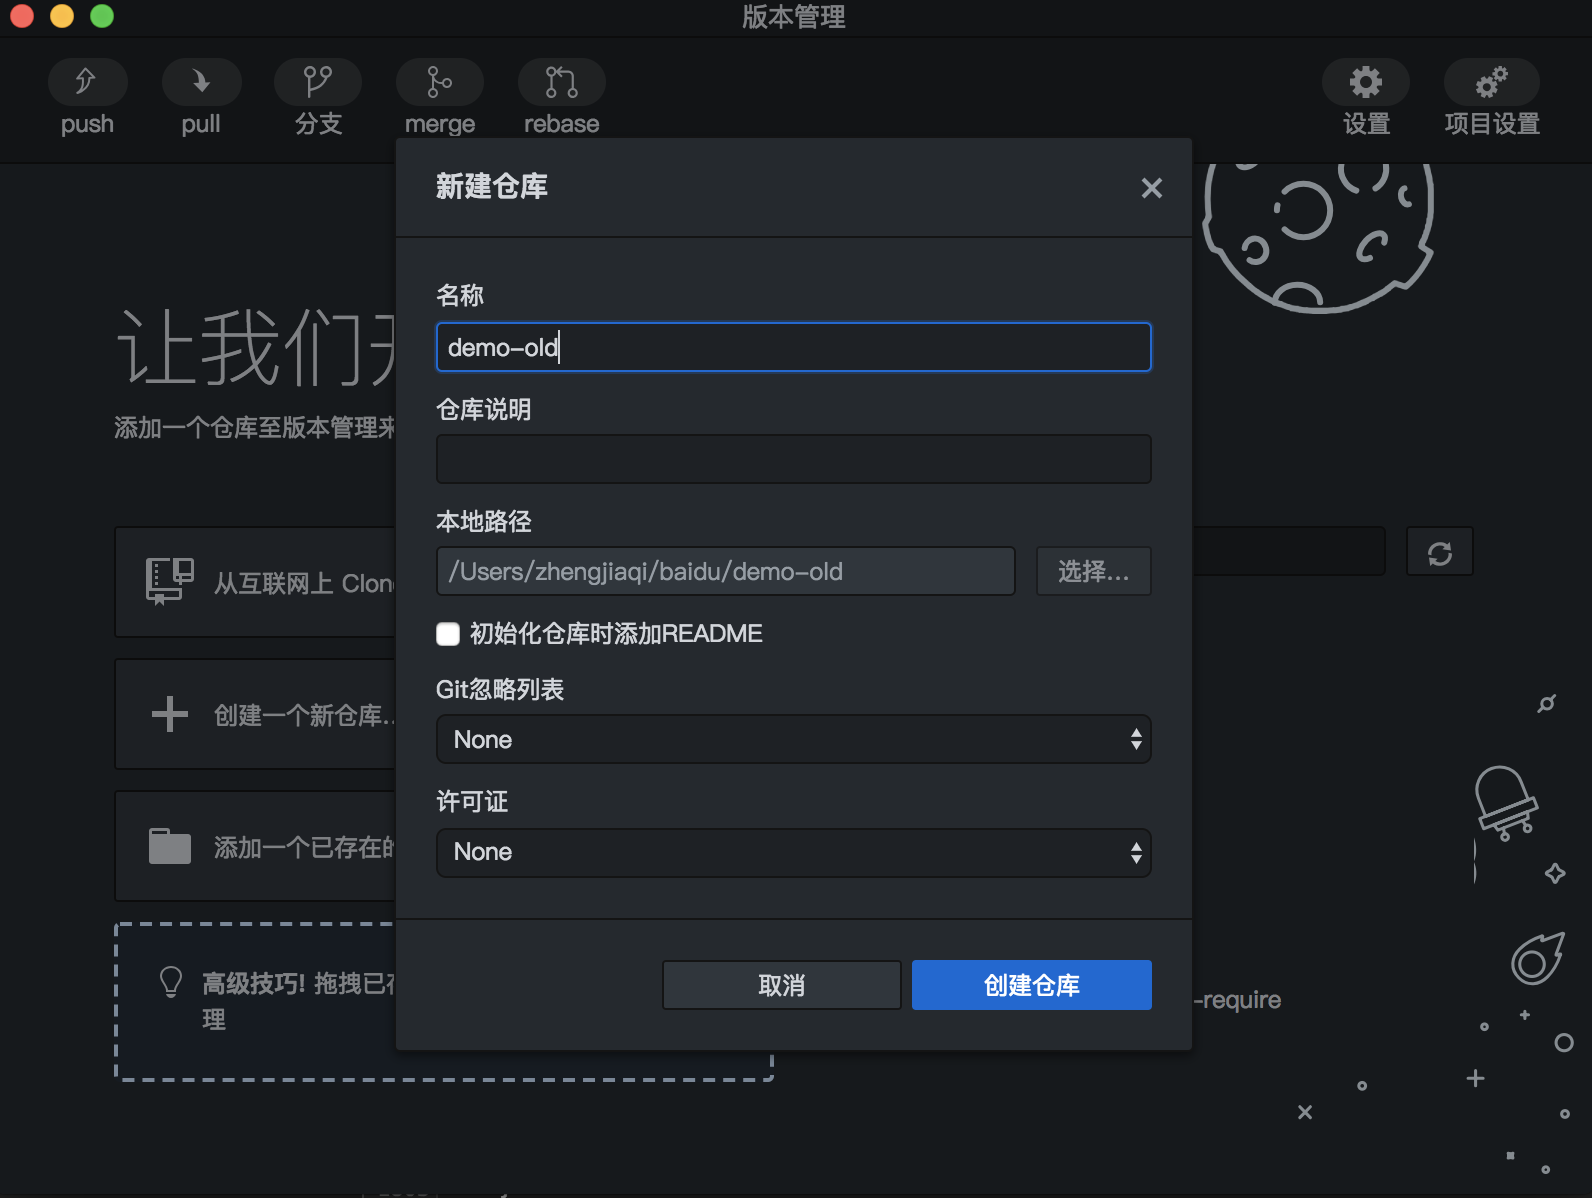 版本管理
push
pull
分支
merge
rebase
设置
项目设置
新建仓库
名称
demo-old
仓库说明
本地路径
/Users/zhengjiaqi/baidu/demo-old
选择...
初始化仓库时添加README
Git忽略列表
None
许可证
None
取消
创建仓库
让我们
添加一个仓库至版本管理来
从互联网上 Clon
创建一个新仓库..
添加一个已存在的
高级技巧! 拖拽已存
理
-require